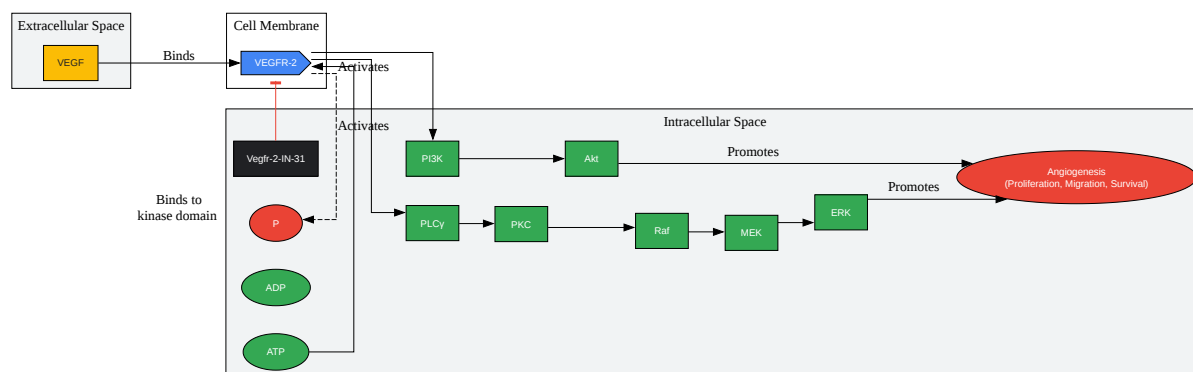 Extracellular Space
Cell Membrane
VEGF
Binds
VEGFR-2
Activates
Activates
Intracellular Space
Vegfr-2-IN-31
PI3K
Akt
Promotes
Angiogenesis
(Proliferation, Migration, Survival)
Binds to
kinase domain
P
PLCγ
PKC
Raf
MEK
ERK
Promotes
ADP
ATP